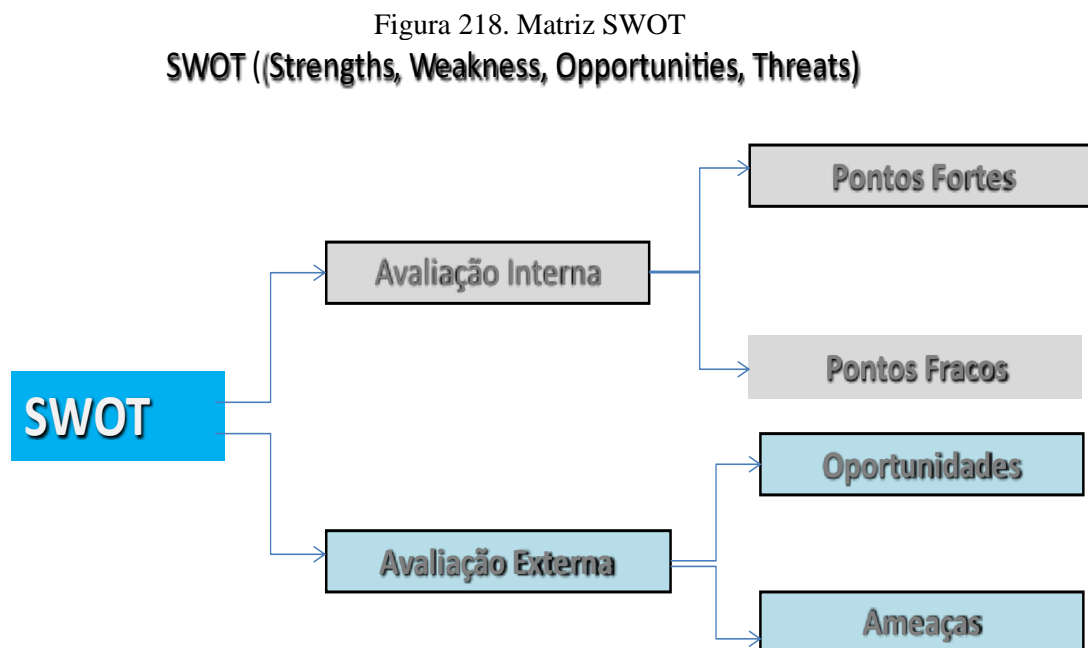 Figura 218. Matriz SWOT
SWOT ((Strengths, Weakness, Opportunities, Threats)
Pontos Fortes
Avaliação Interna
Pontos Fracos
SWOT
Oportunidades
Avaliação Externa
Ameaças